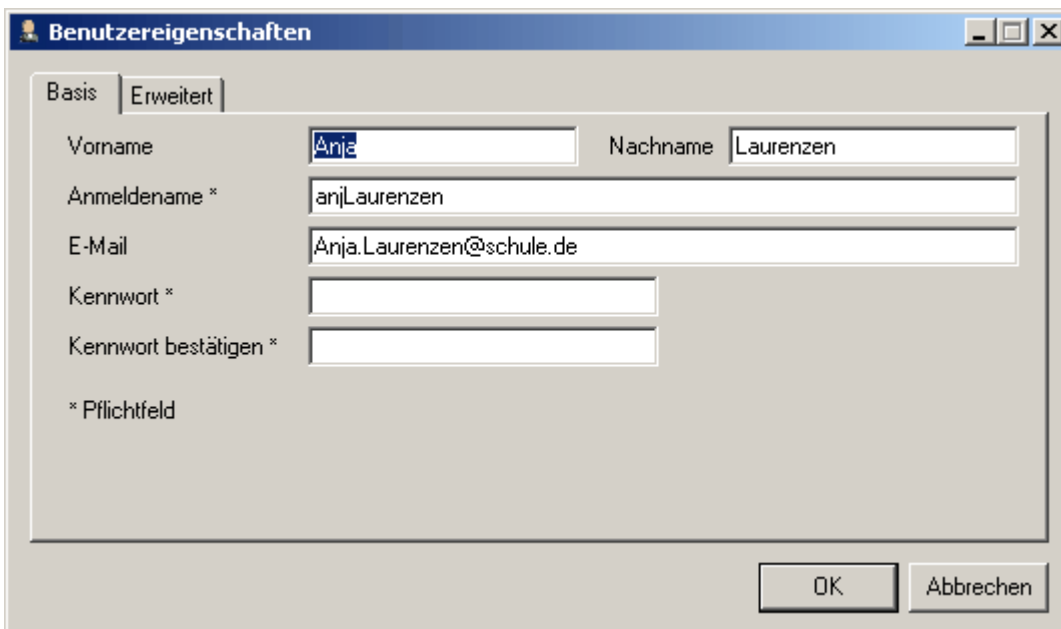 Benutzereigenschaften
Basis Erweitert
Vorname Anja Nachname Laurenzen
Anmeldename * anjLaurenzen
E-Mail Anja.Laurenzen@schule.de
Kennwort *
Kennwort bestätigen *
* Pflichtfeld
OK Abbrechen